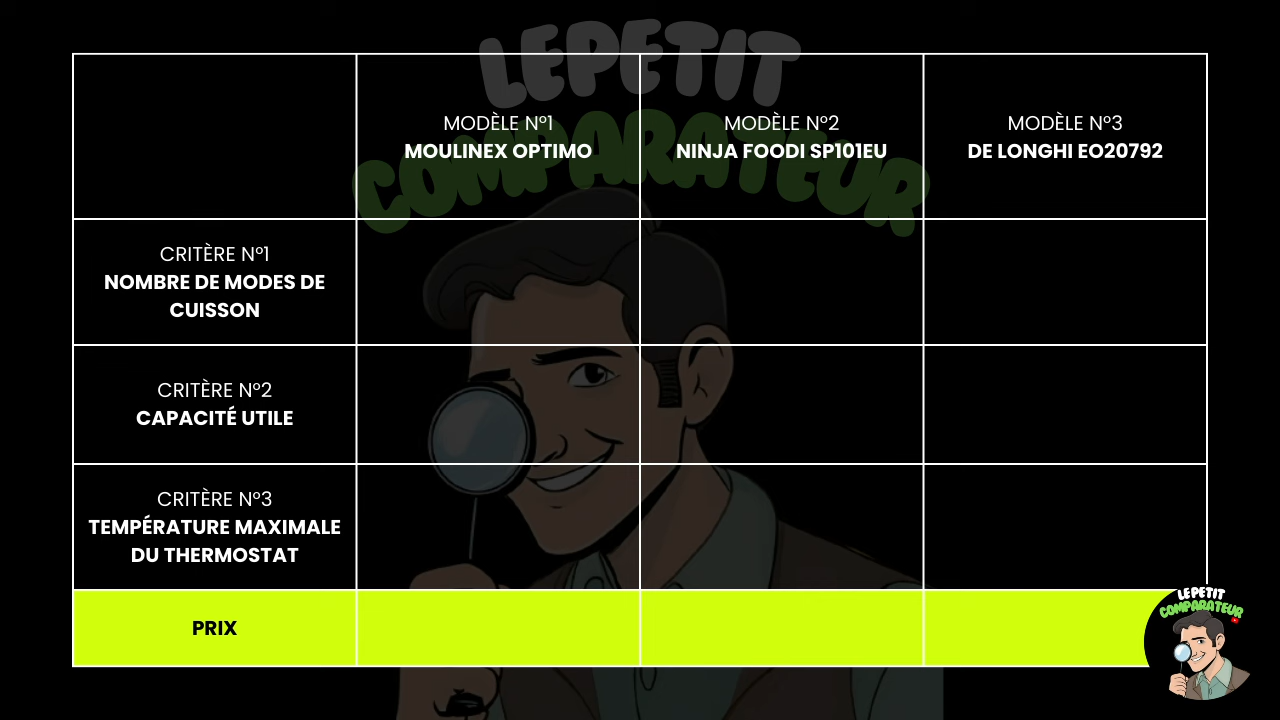 LEPETIT
COMPARATEUR
MODÈLE N°1
MOULINEX OPTIMO
MODÈLE N°2
NINJA FOODI SP101EU
MODÈLE N°3
DE LONGHI EO20792
CRITÈRE N°1
NOMBRE DE MODES DE
CUISSON
CRITÈRE N°2
CAPACITÉ UTILE
CRITÈRE N°3
TEMPÉRATURE MAXIMALE
DU THERMOSTAT
PRIX
LEPETIT
COMPARATEUR